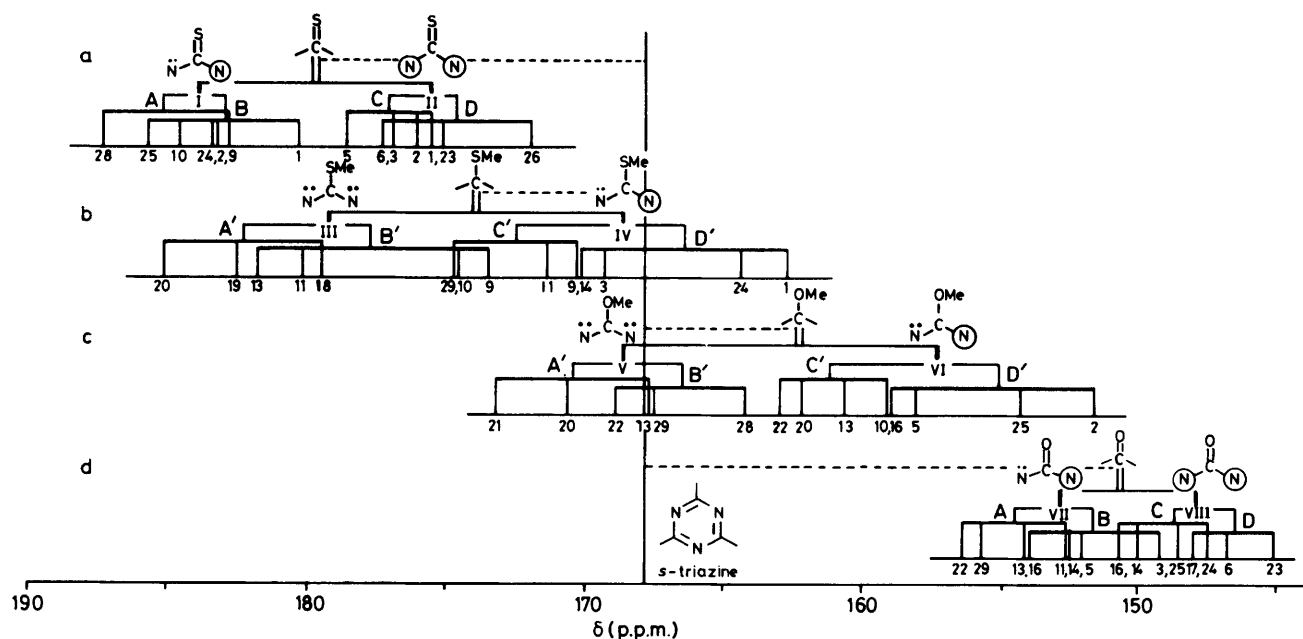 S S S
a N̈ C N C N C N
A I B C II D
28 25 10 24, ,2,9 1 5 6,3 2 1,23 26
SMe SMe SMe
b N̈ C N̈ C N̈ C N
A′ III B′ C′ IV D′
20 19 13 11 18 29,10 9 11 9,14 3 24 1
OMe OMe OMe
c N̈ C N̈ C N̈ C N
A′ V B′ C′ VI D′
21 20 22 13 29 28 22 20 13 10,16 5 25 2
O O O
d N̈ C N C N C N
A VII B C VIII D
22 29 13,16 11,14,5 16,14 3,25 17,24 6 23
N N
N
s-triazine
190 180 170 160 150
δ (p.p.m.)